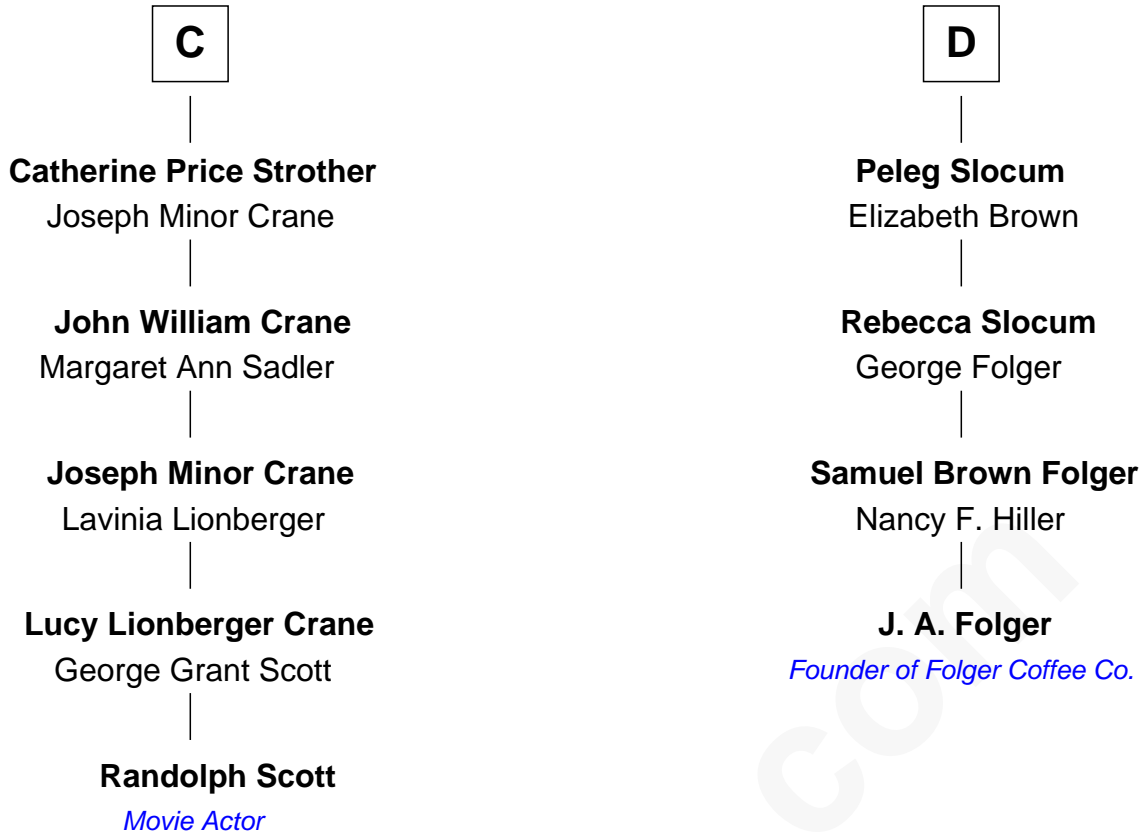 C
Catherine Price Strother
Joseph Minor Crane
John William Crane
Margaret Ann Sadler
Joseph Minor Crane
Lavinia Lionberger
Lucy Lionberger Crane
George Grant Scott
Randolph Scott
Movie Actor
D
Peleg Slocum
Elizabeth Brown
Rebecca Slocum
George Folger
Samuel Brown Folger
Nancy F. Hiller
J. A. Folger
Founder of Folger Coffee Co.
com